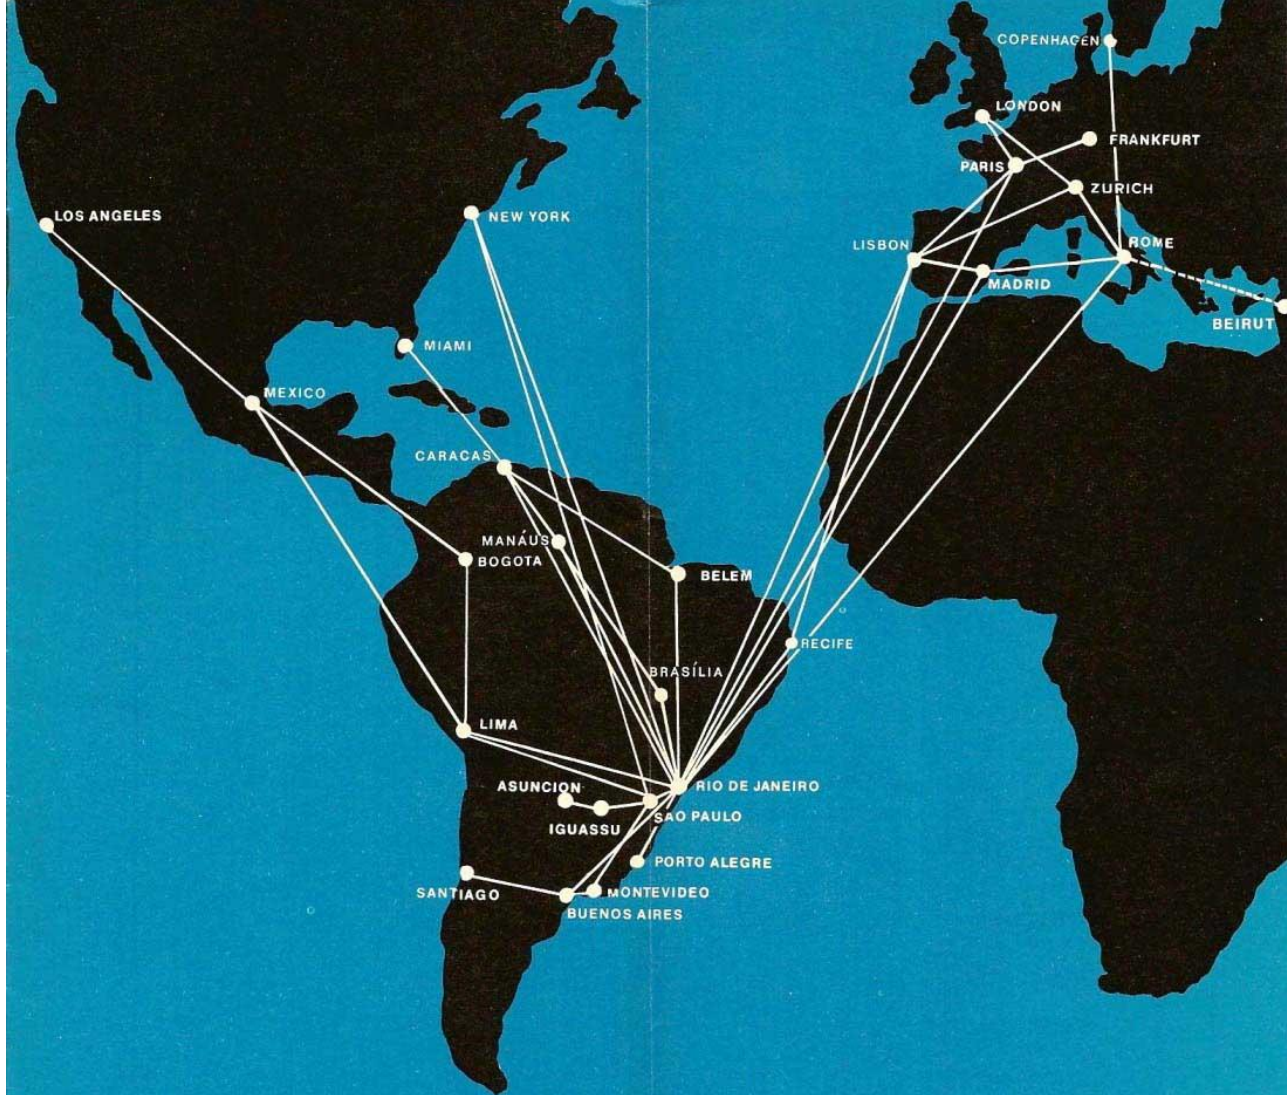 COPENHAGEN
LONDON
FRANKFURT
PARIS
ZURICH
LOS ANGELES
NEW YORK
LISBON
ROME
MADRID
BEIRUT
MIAMI
MEXICO
CARACAS
MANÁUS
BOGOTA
BELEM
RECIFE
BRASÍLIA
LIMA
ASUNCION
RIO DE JANEIRO
SAO PAULO
IGUASSU
PORTO ALEGRE
SANTIAGO
MONTEVIDEO
BUENOS AIRES